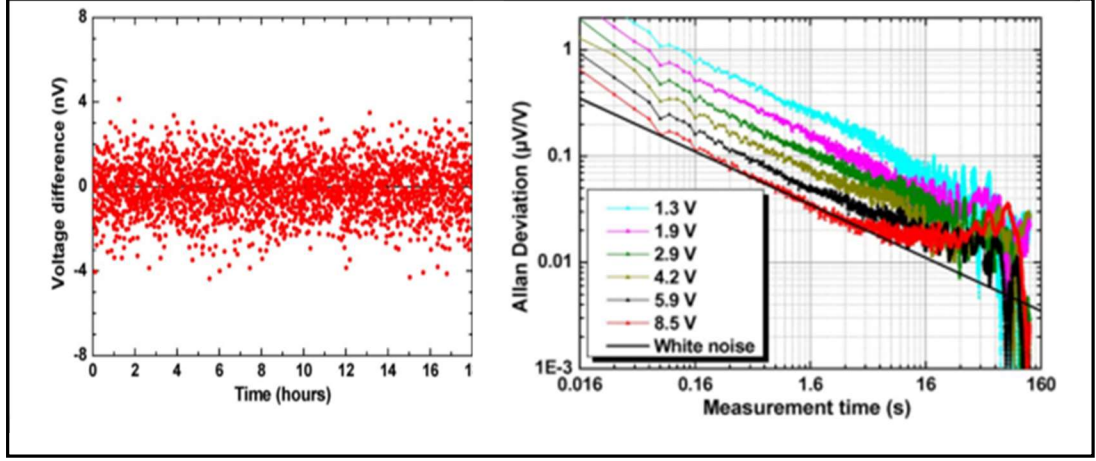 Voltage difference (nV)
8
4
0
-4
-8
0 2 4 6 8 10 12 14 16 1
Time (hours)
Allan Deviation (µV/V)
1
0.1
0.01
1E-3
1.3 V
1.9 V
2.9 V
4.2 V
5.9 V
8.5 V
White noise
0.016 0.16 1.6 16 160
Measurement time (s)